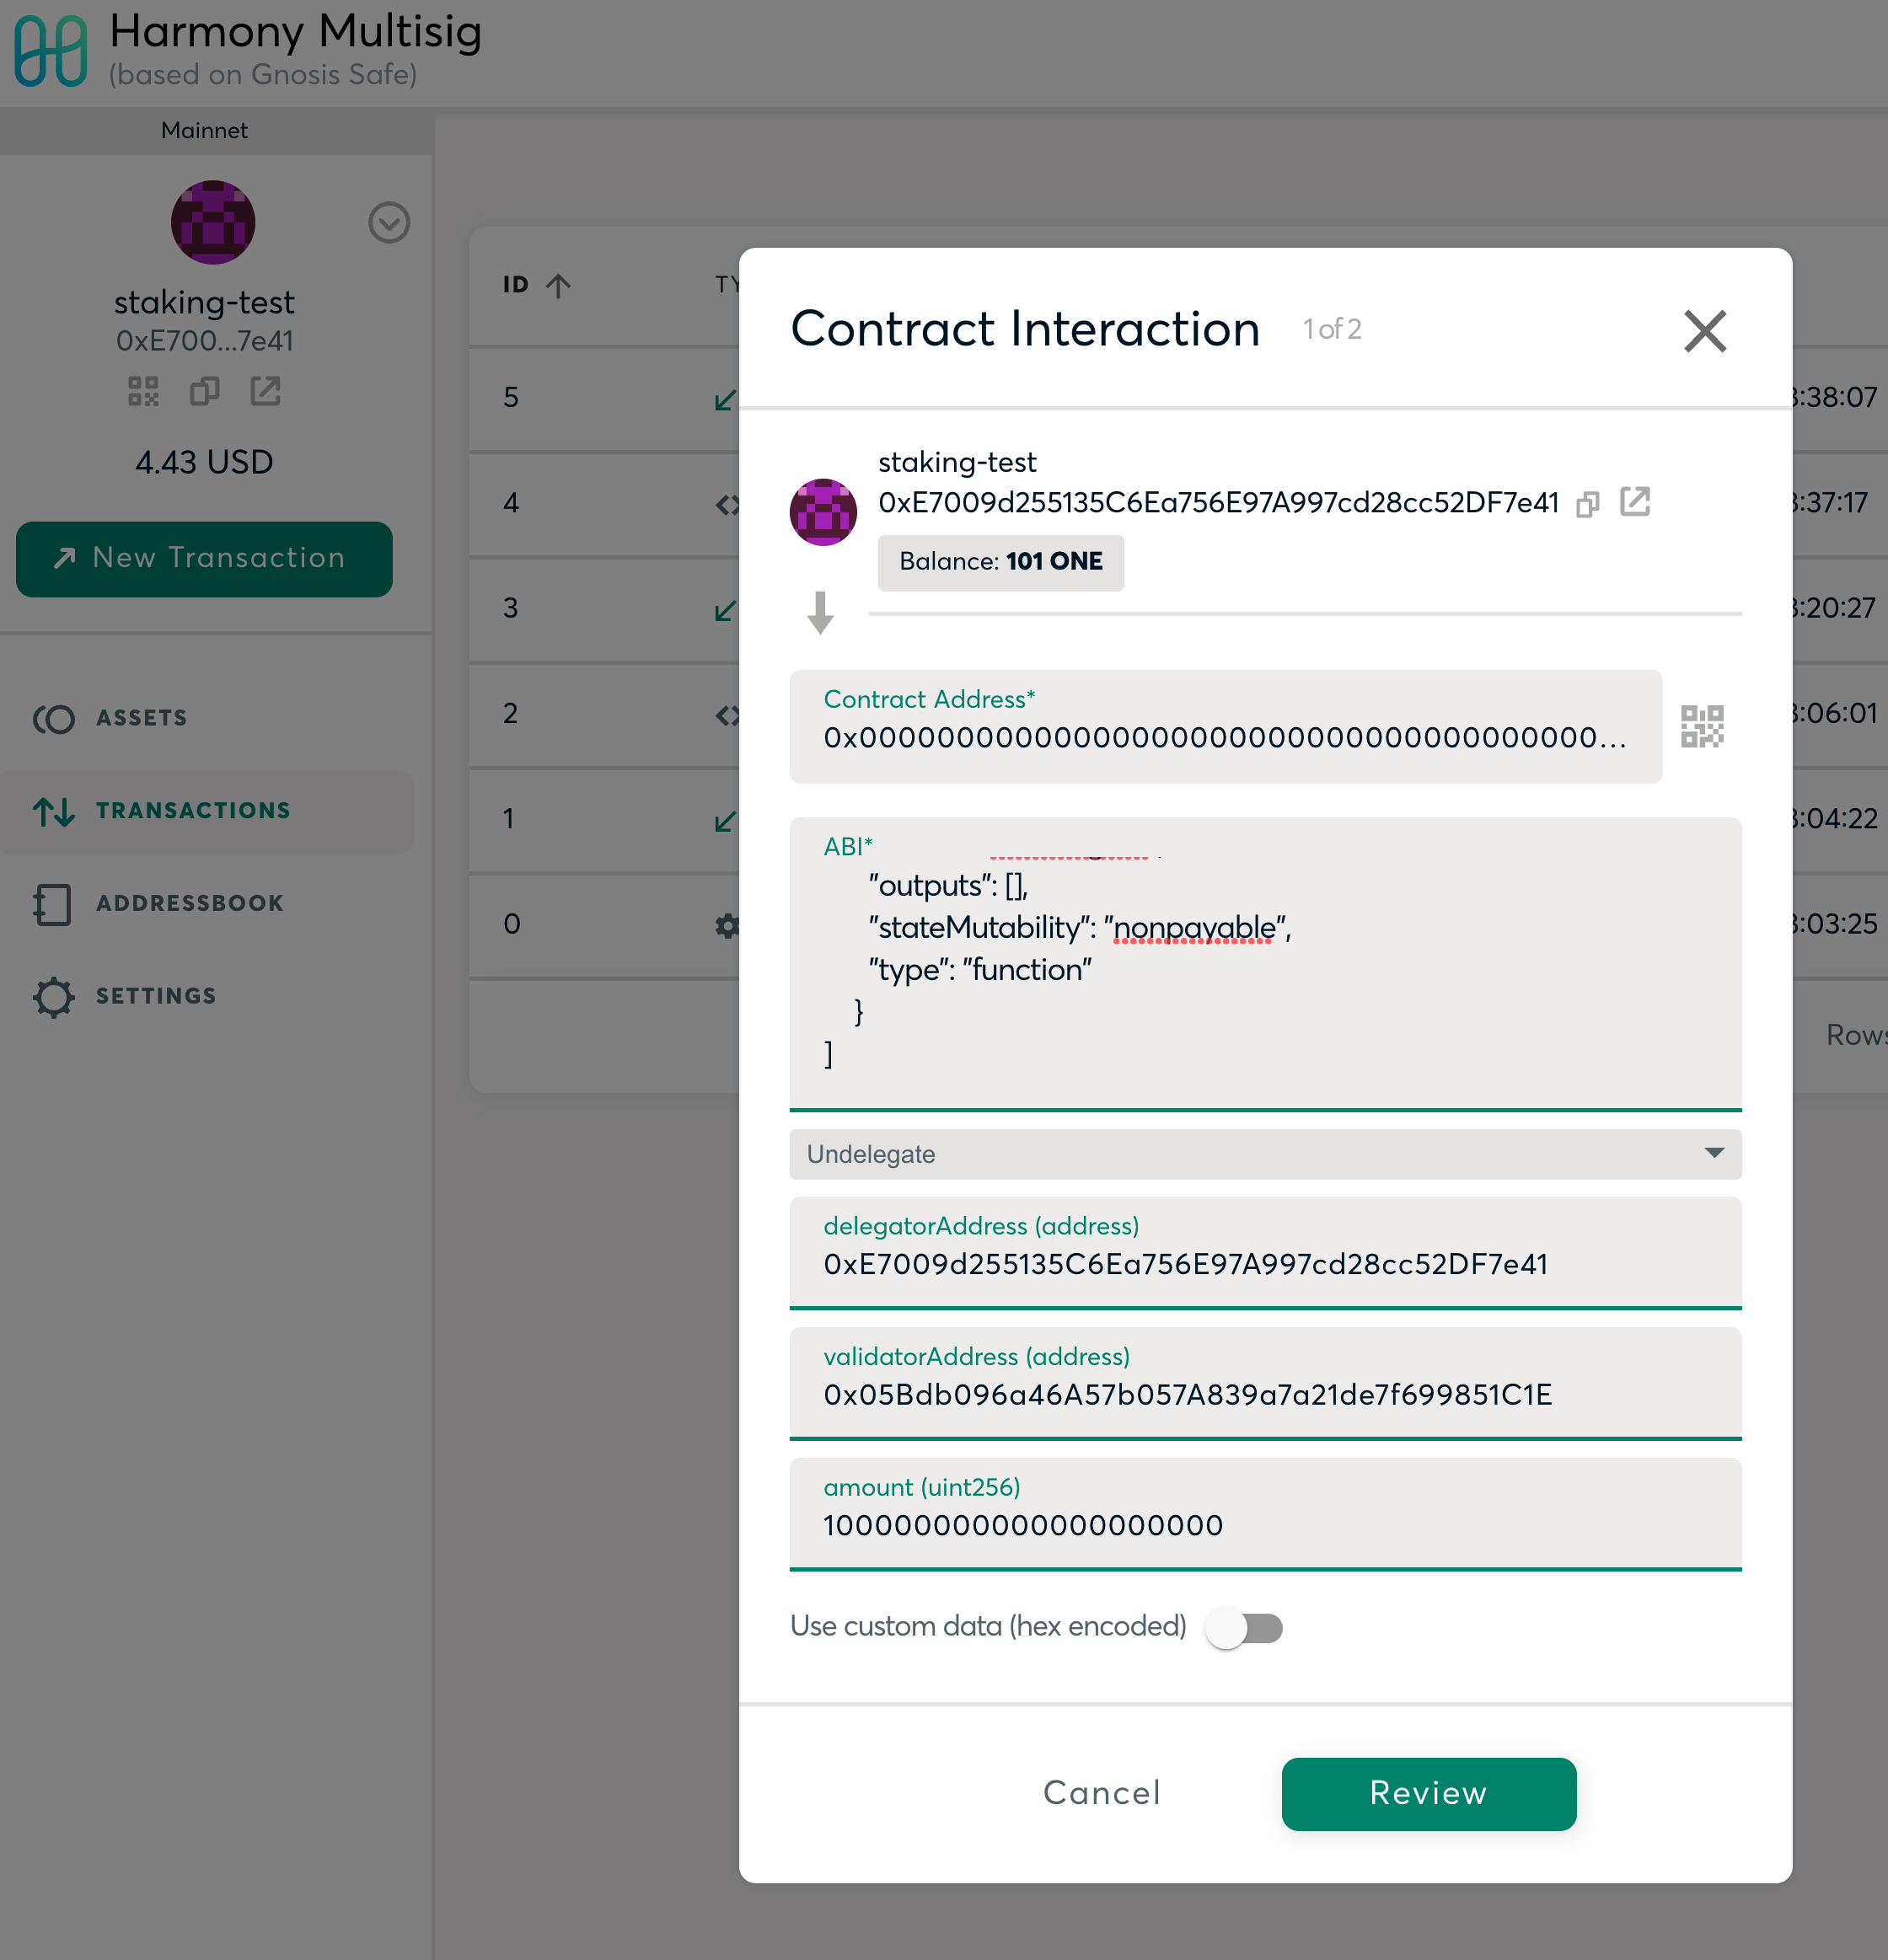 Harmony Multisig
(based on Gnosis Safe)
Mainnet
staking-test
0xE700...7e41
4.43 USD
New Transaction
ASSETS
TRANSACTIONS
ADDRESSBOOK
SETTINGS
ID
5
4
3
2
1
0
:38:07
:37:17
:20:27
:06:01
:04:22
:03:25
Rows
Contract Interaction 1 of 2
staking-test
0xE7009d255135C6Ea756E97A997cd28cc52DF7e41
Balance: 101 ONE
Contract Address*
ABI*
"outputs": [],
"stateMutability": "nonpayable",
"type": "function"
}
]
Undelegate
delegatorAddress (address)
0xE7009d255135C6Ea756E97A997cd28cc52DF7e41
validatorAddress (address)
0x05Bdb096a46A57b057A839a7a21de7f699851C1E
amount (uint256)
100000000000000000000
Use custom data (hex encoded)
Cancel
Review